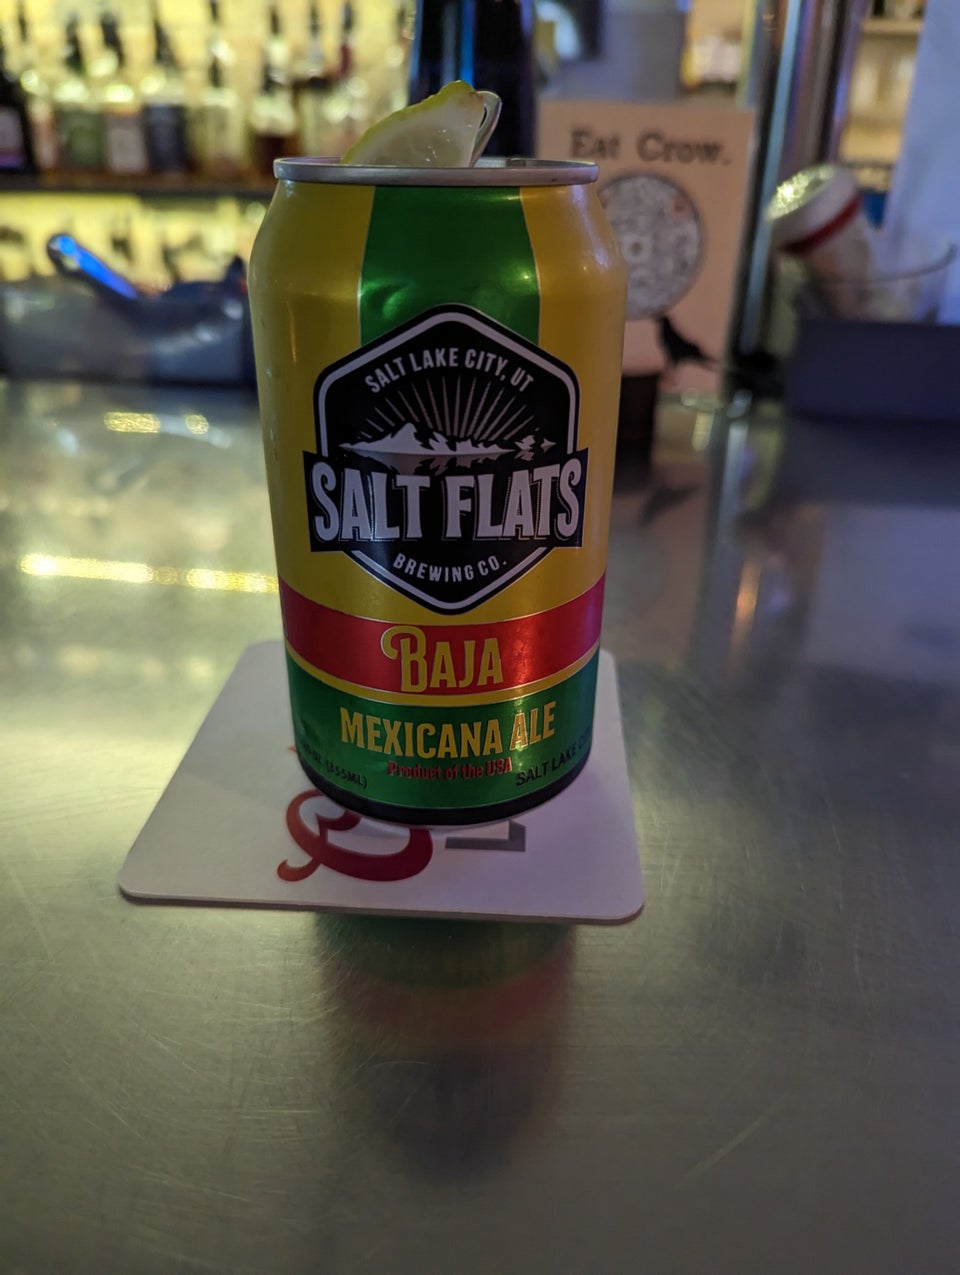 Eat Crow.
SALT LAKE CITY, UT
SALT FLATS
BREWING CO.
BAJA
MEXICANA ALE
Product of the USA
OZ. (355ML)
SALT LAKE